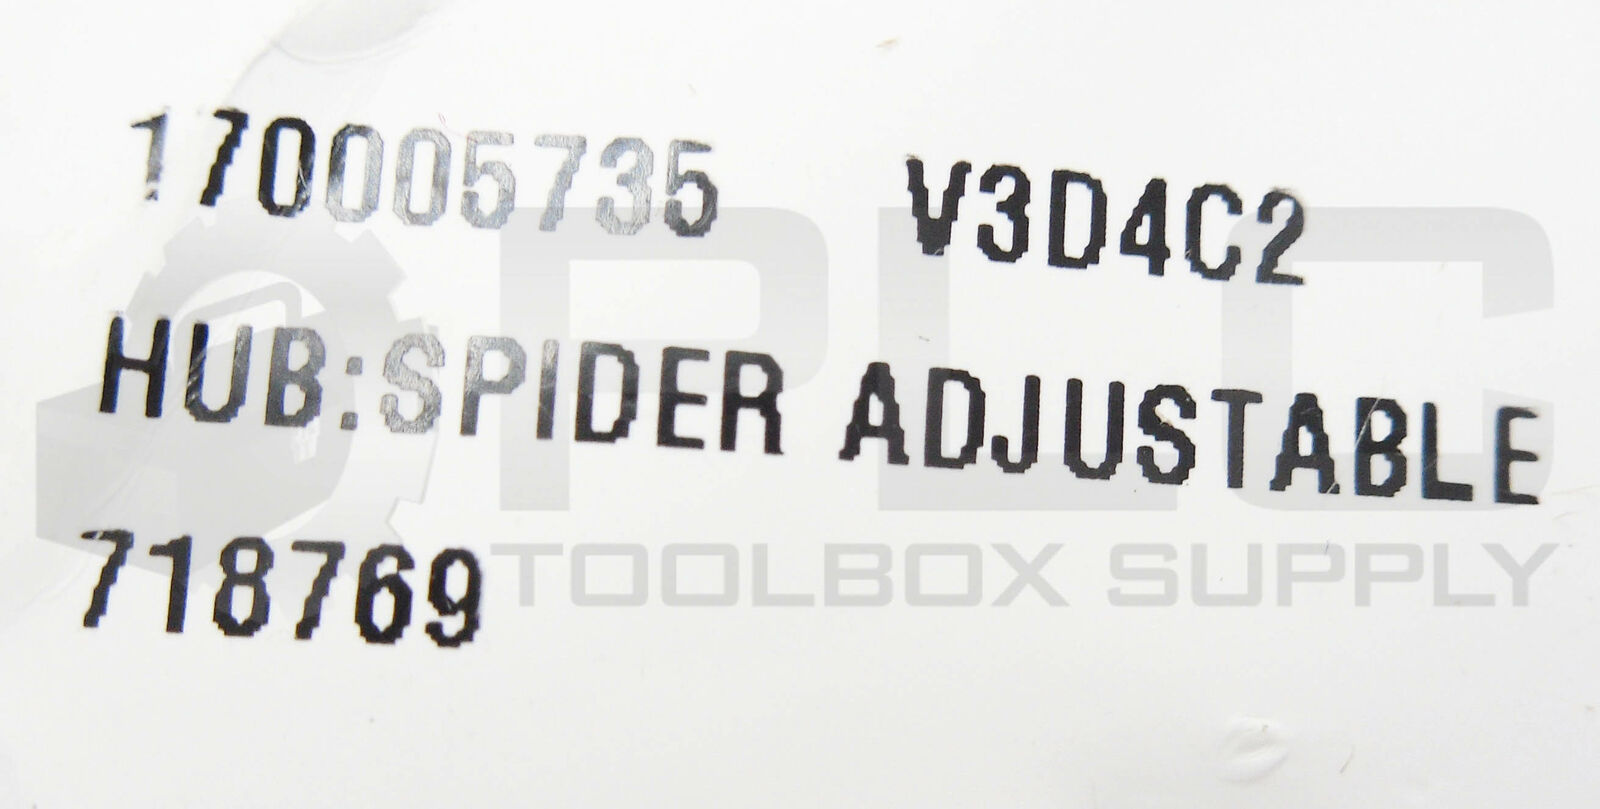 170005735 V3D4C2
HUB:SPIDER ADJUSTABLE
718769
PLC
TOOLBOX SUPPLY